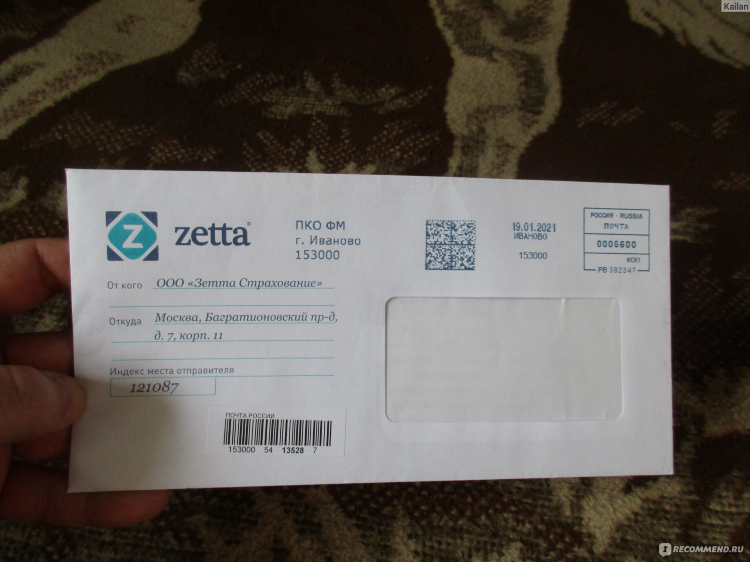 Kailan
Z zetta®
ПКО ФМ
г. Иваново
153000
19.01.2021
ИВАНОВО
153000
РОССИЯ - RUSSIA
ПОЧТА
0005600
КОП
РВ 392347
От кого ООО «Зетта Страхование»
Откуда Москва, Багратионовский пр-д,
д. 7, корп. 11
Индекс места отправителя
121087
ПОЧТА РОССИИ
153000 54 13528 7
RECOMMEND.RU